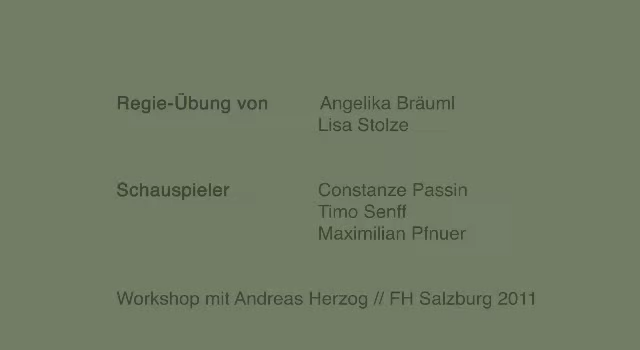 Regie-Übung von Angelika Bräuml
Lisa Stolze
Schauspieler Constanze Passin
Timo Senff
Maximilian Pfnuer
Workshop mit Andreas Herzog // FH Salzburg 2011